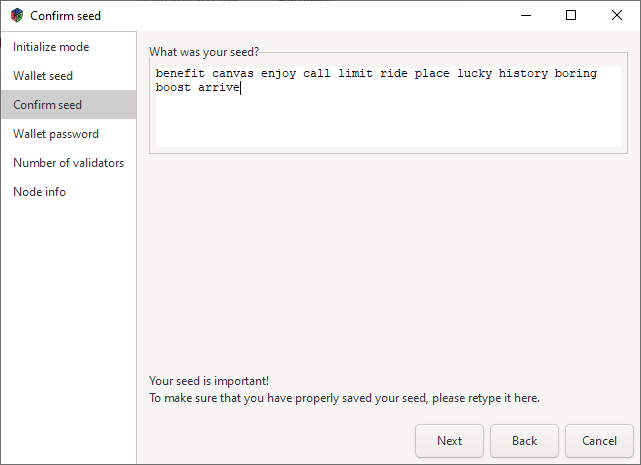 Confirm seed
Initialize mode
Wallet seed
Confirm seed
Wallet password
Number of validators
Node info
What was your seed?
benefit canvas enjoy call limit ride place lucky history boring
boost arrive
Your seed is important!
To make sure that you have properly saved your seed, please retype it here.
Next
Back
Cancel